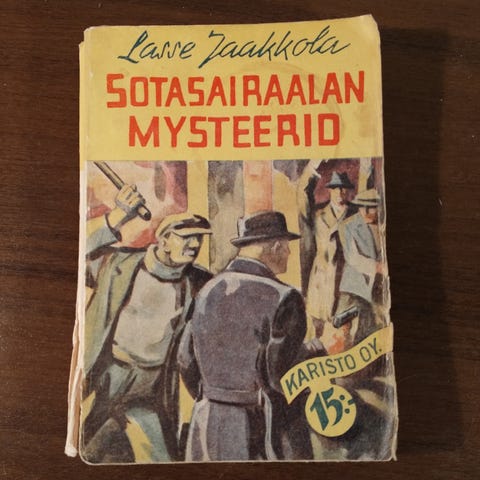 Lasse Jaakkola
SOTASAIRAALAN
MYSTEERIO
KARISTO OY.
15:-